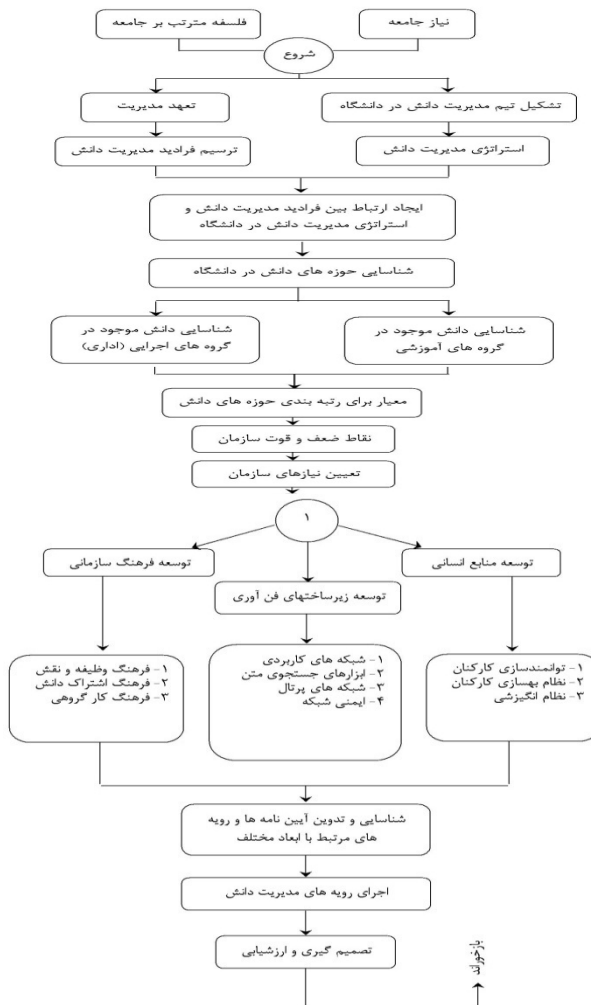 نیاز جامعه
فلسفه مترتب بر جامعه
شروع
تشکیل تیم مدیریت دانش در دانشگاه
تعهد مدیریت
استراتژی مدیریت دانش
ترسیم فرادید مدیریت دانش
ایجاد ارتباط بین فرادید مدیریت دانش و
استراتژی مدیریت دانش در دانشگاه
شناسایی حوزه های دانش در دانشگاه
شناسایی دانش موجود در
گروه های آموزشی
شناسایی دانش موجود در
گروه های اجرایی (اداری)
معیار برای رتبه بندی حوزه های دانش
نقاط ضعف و قوت سازمان
تعیین نیازهای سازمان
۱
توسعه منابع انسانی
توسعه زیرساختهای فن آوری
توسعه فرهنگ سازمانی
۱- توانمندسازی کارکنان
۲- نظام بهسازی کارکنان
۳- نظام انگیزشی
۱- شبکه های کاربردی
۲- ابزارهای جستجوی متن
۳- شبکه های پرتال
۴- ایمنی شبکه
۱- فرهنگ وظیفه و نقش
۲- فرهنگ اشتراک دانش
۳- فرهنگ کار گروهی
شناسایی و تدوین آیین نامه ها و رویه
های مرتبط با ابعاد مختلف
اجرای رویه های مدیریت دانش
تصمیم گیری و ارزشیابی
بازخوراند